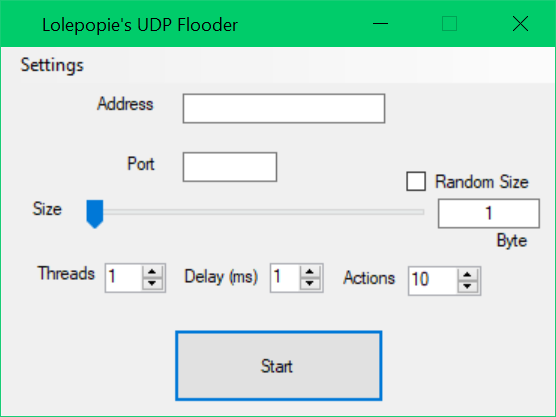 Lolepopie's UDP Flooder
Settings
Address
Port
Random Size
Size
1
Byte
Threads 1 Delay (ms) 1 Actions 10
Start